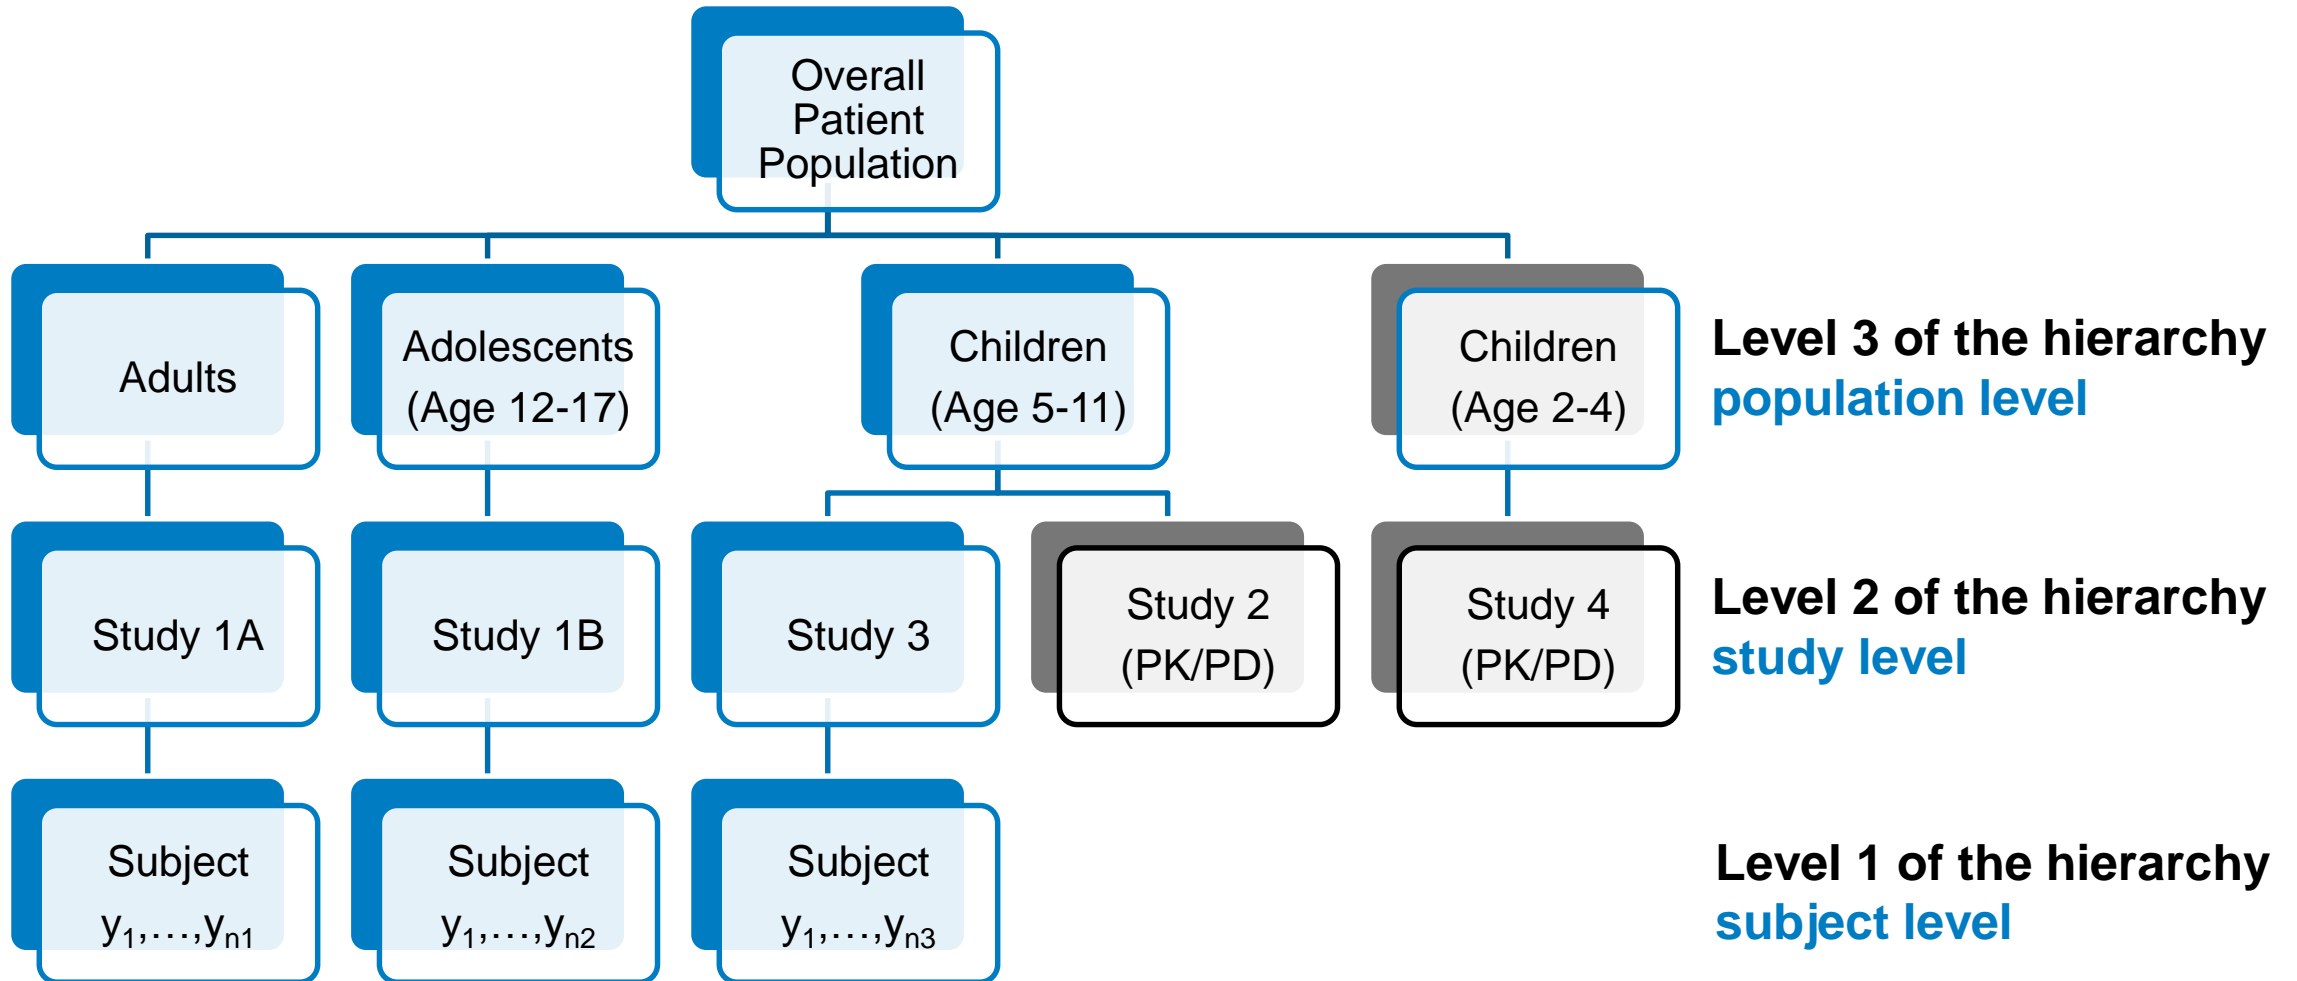 Overall
Patient
Population
Adults
Adolescents
(Age 12-17)
Children
(Age 5-11)
Children
(Age 2-4)
Level 3 of the hierarchy
population level
Study 1A
Study 1B
Study 3
Study 2
(PK/PD)
Study 4
(PK/PD)
Level 2 of the hierarchy
study level
Subject
y1,…,yn1
Subject
y1,…,yn2
Subject
y1,…,yn3
Level 1 of the hierarchy
subject level